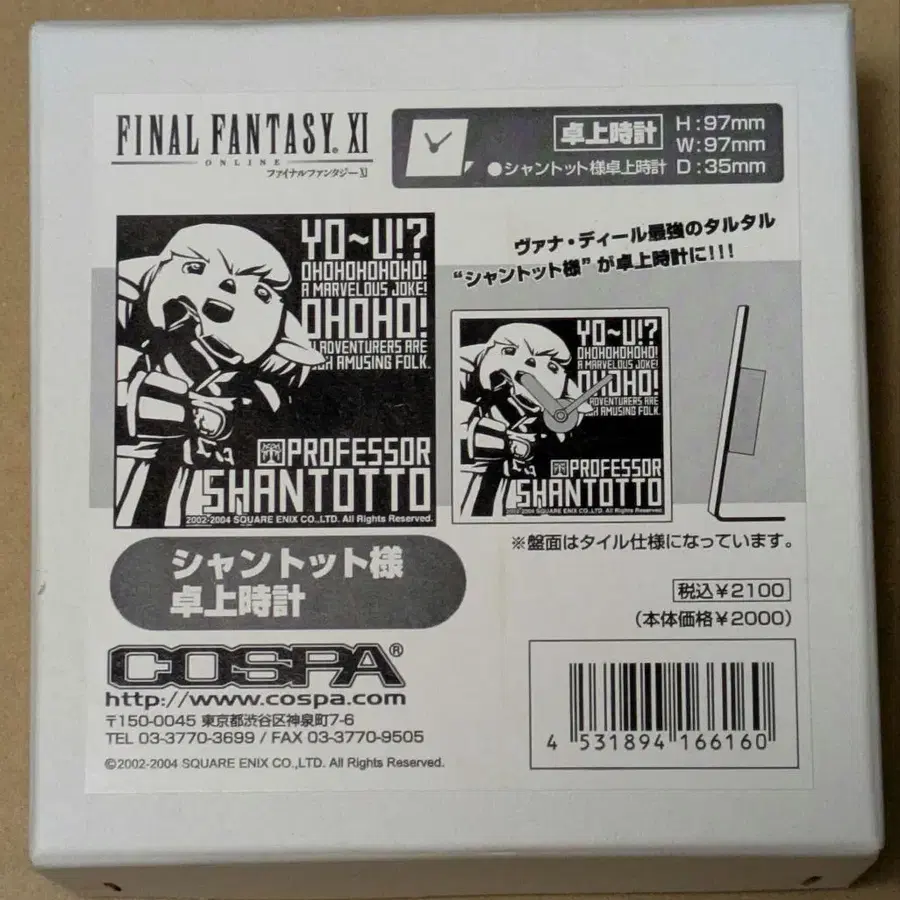 FINAL FANTASY® XI
ONLINE
ファイナルファンタジーXI
卓上時計
●シャントット様卓上時計
H:97mm
W:97mm
D:35mm
YO~U!?
OHOHOHOHOHO!
A MARVELOUS JOKE!
OHOHO!
ADVENTURERS ARE
AMUSING FOLK.
PROFESSOR
SHANTOTTO
2002-2004 SQUARE ENIX CO.,LTD. All Rights Reserved.
ヴァナ・ディール最強のタルタル
“シャントット様”が卓上時計に!!!
YO~U!?
OHOHOHOHOHO!
A MARVELOUS JOKE!
OHOHO!
ADVENTURERS ARE
AMUSING FOLK.
PROFESSOR
SHANTOTTO
2002-2004 SQUARE ENIX CO.,LTD. All Rights Reserved.
※盤面はタイル仕様になっています。
シャントット様
卓上時計
税込¥2100
(本体価格¥2000)
COSPA®
http://www.cospa.com
〒150-0045 東京都渋谷区神泉町7-6
TEL 03-3770-3699 / FAX 03-3770-9505
©2002-2004 SQUARE ENIX CO.,LTD. All Rights Reserved.
4 531894 166160